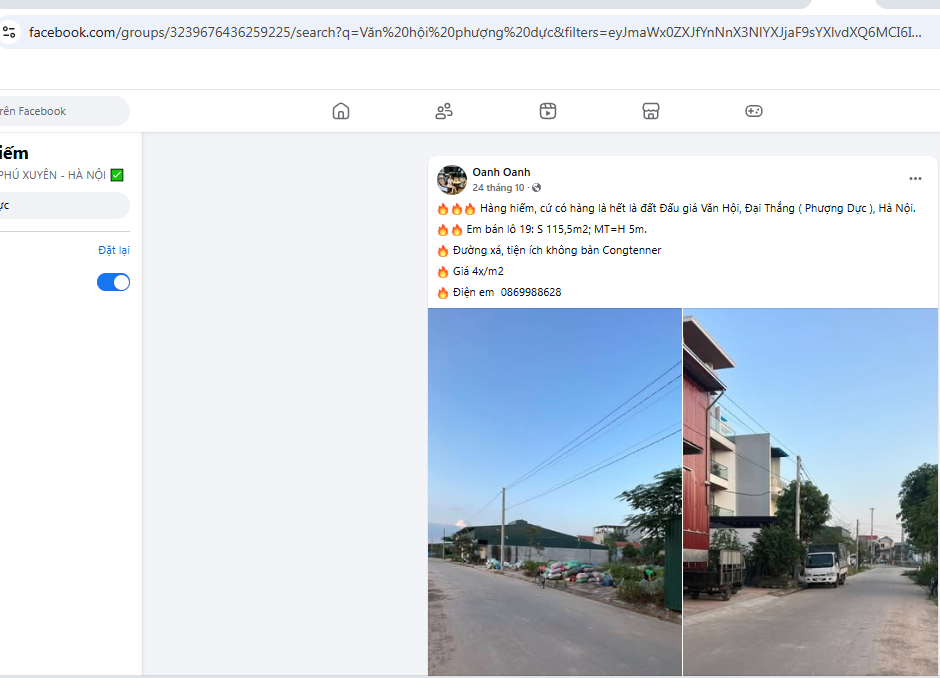 facebook.com/groups/3239676436259225/search?q=Văn%20hội%20phượng%20dực&filters=eyJmaWx0ZXJfYnNnX3NlYXJjaF9sYXlvdXQ6MCI6I...
rên Facebook
iếm
PHÚ XUYÊN - HÀ NỘI ✅
ực
Đặt lại
Oanh Oanh
24 tháng 10 ·
🔥🔥🔥 Hàng hiếm, cứ có hàng là hết là đất Đấu giá Văn Hội, Đại Thắng ( Phượng Dực ), Hà Nội.
🔥🔥 Em bán lô 19: S 115,5m2; MT=H 5m.
🔥 Đường xá, tiện ích không bàn Congtenner
🔥 Giá 4x/m2
🔥 Điện em 0869988628